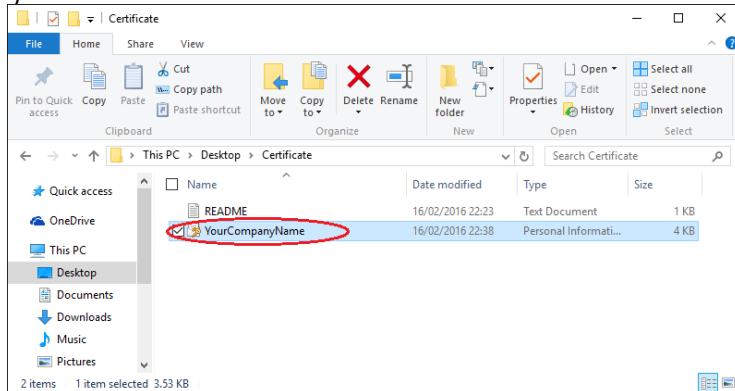 Certificate
File Home Share View
Pin to Quick access
Copy
Paste
Cut
Copy path
Paste shortcut
Clipboard
Move to
Copy to
Delete
Rename
Organize
New folder
New
Properties
Open
Edit
History
Open
Select all
Select none
Invert selection
Select
This PC > Desktop > Certificate
Search Certificate
Name Date modified Type Size
README 16/02/2016 22:23 Text Document 1 KB
YourCompanyName 16/02/2016 22:38 Personal Informati... 4 KB
Quick access
OneDrive
This PC
Desktop
Documents
Downloads
Music
Pictures
2 items 1 item selected 3.53 KB